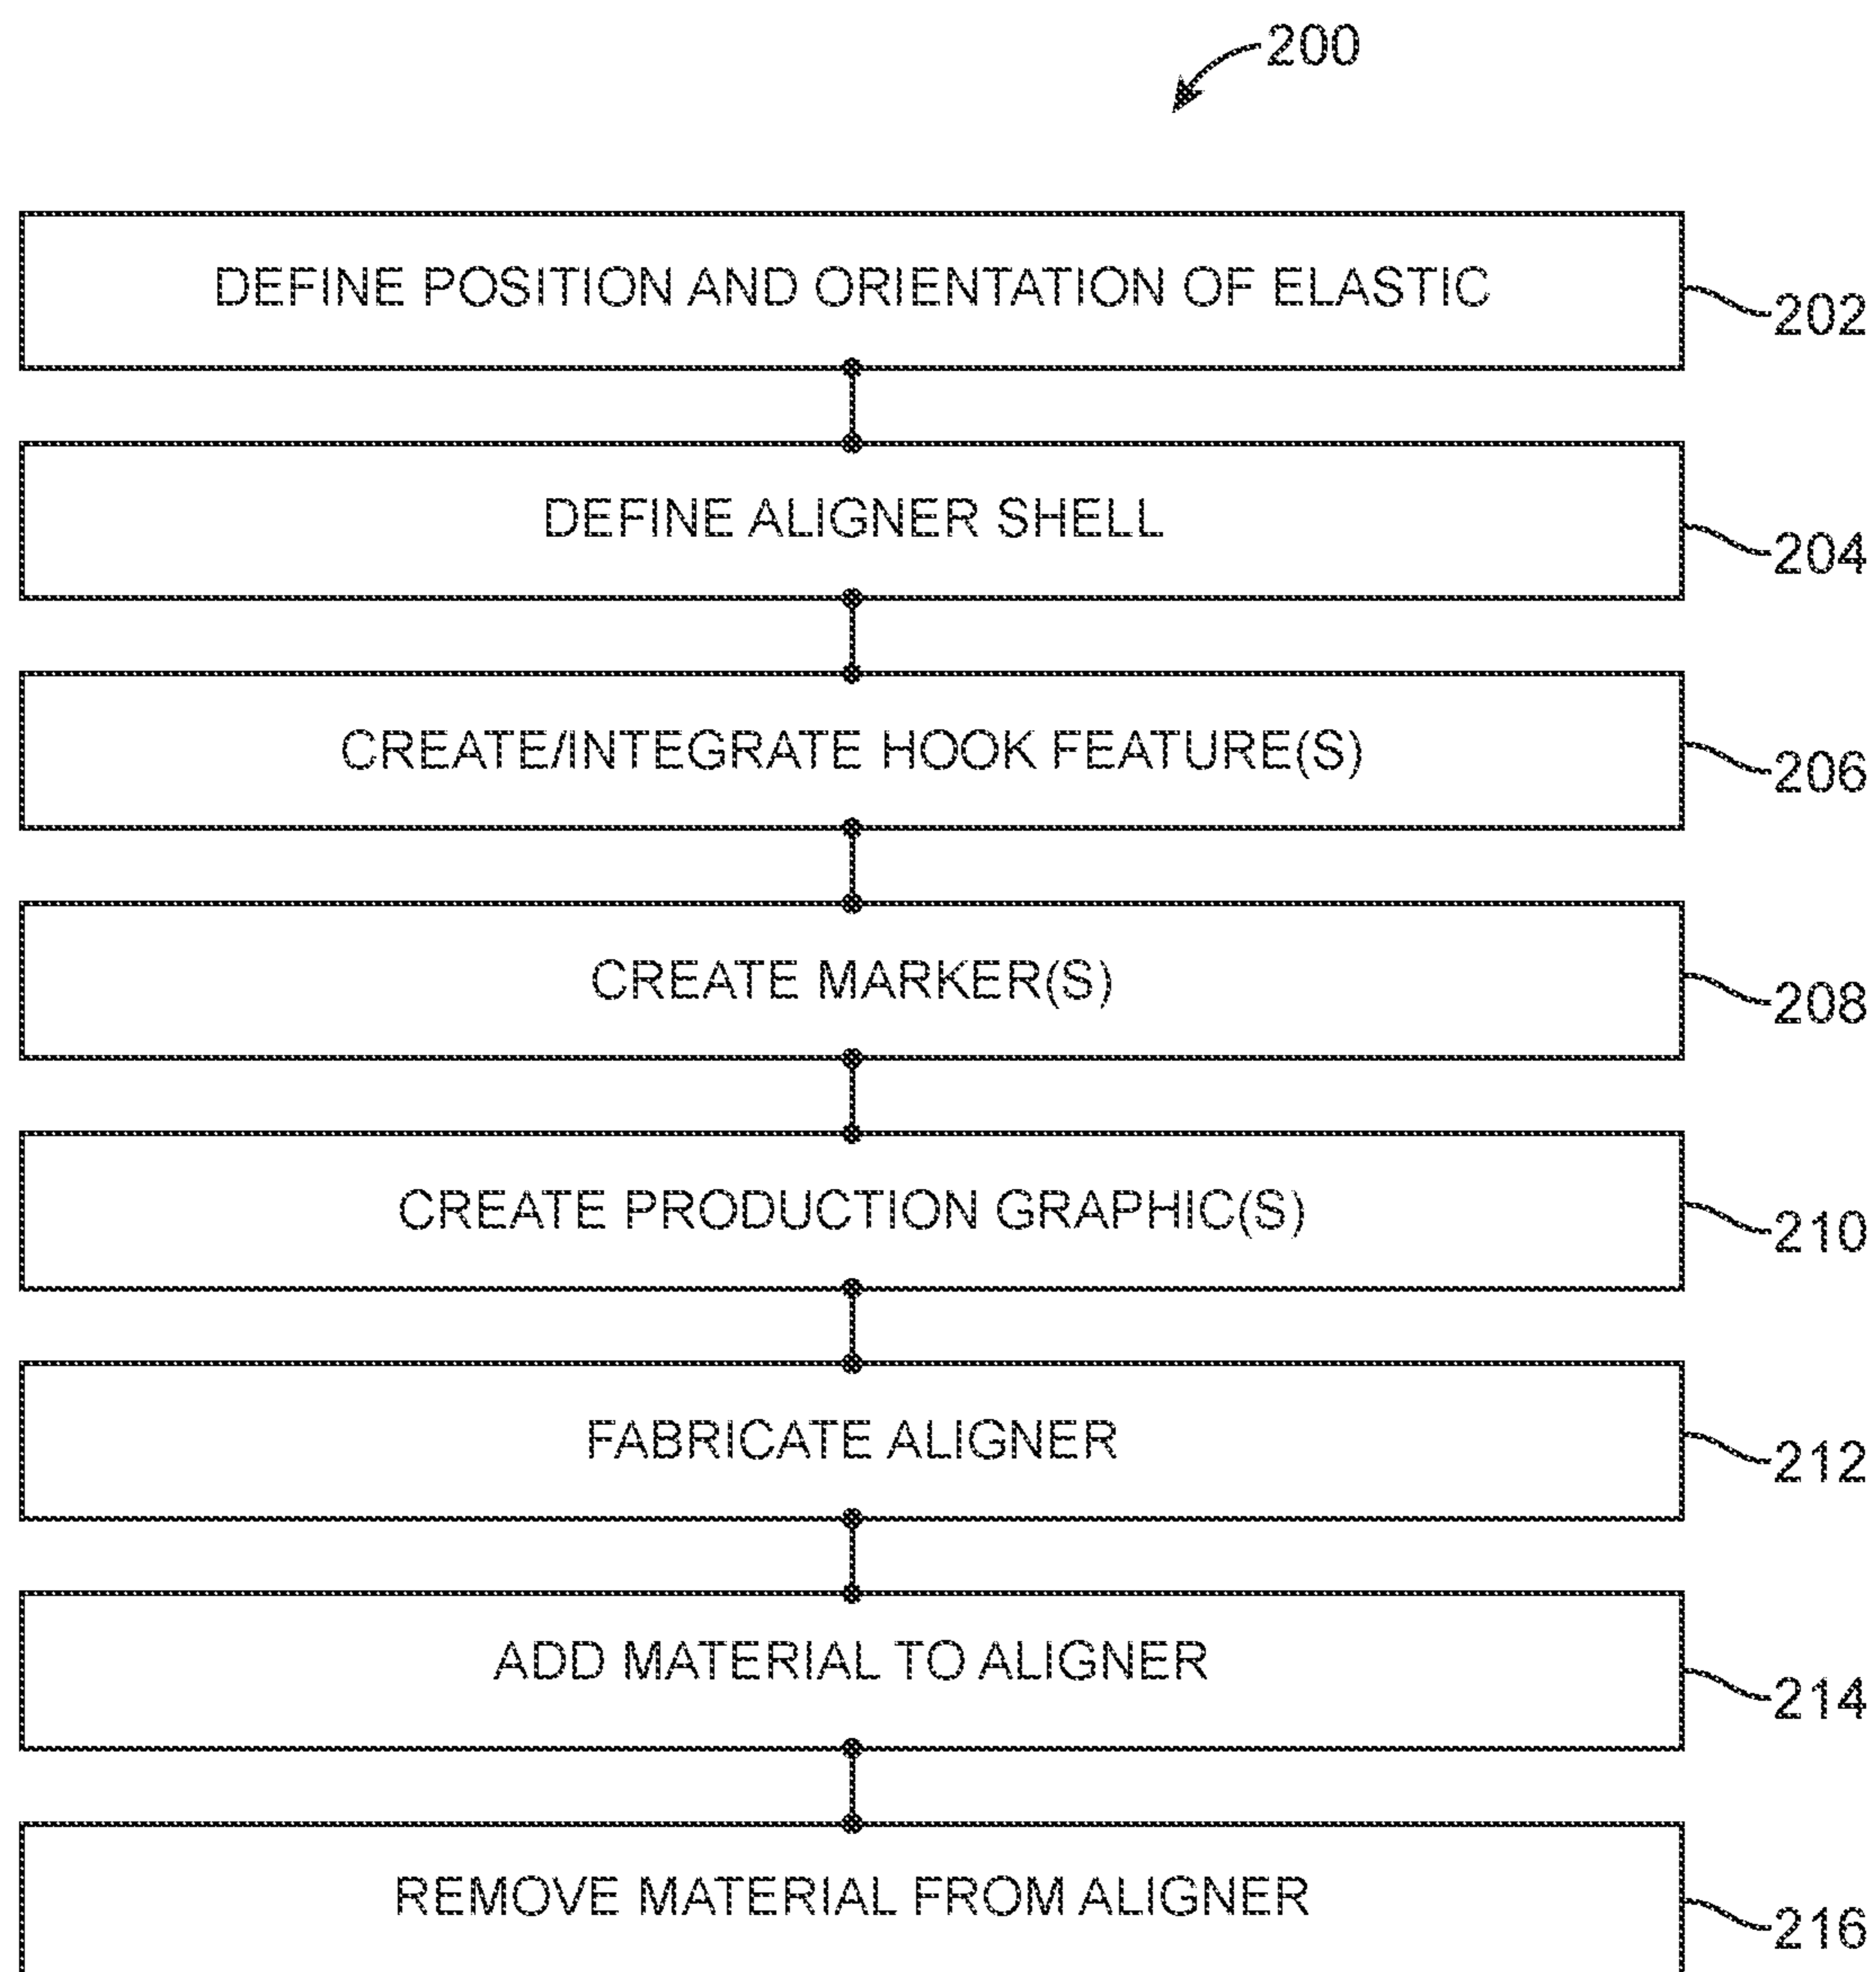 200
DEFINE POSITION AND ORIENTATION OF ELASTIC
202
DEFINE ALIGNER SHELL
204
CREATE/INTEGRATE HOOK FEATURE(S)
206
CREATE MARKER(S)
208
CREATE PRODUCTION GRAPHIC(S)
210
FABRICATE ALIGNER
212
ADD MATERIAL TO ALIGNER
214
REMOVE MATERIAL FROM ALIGNER
216